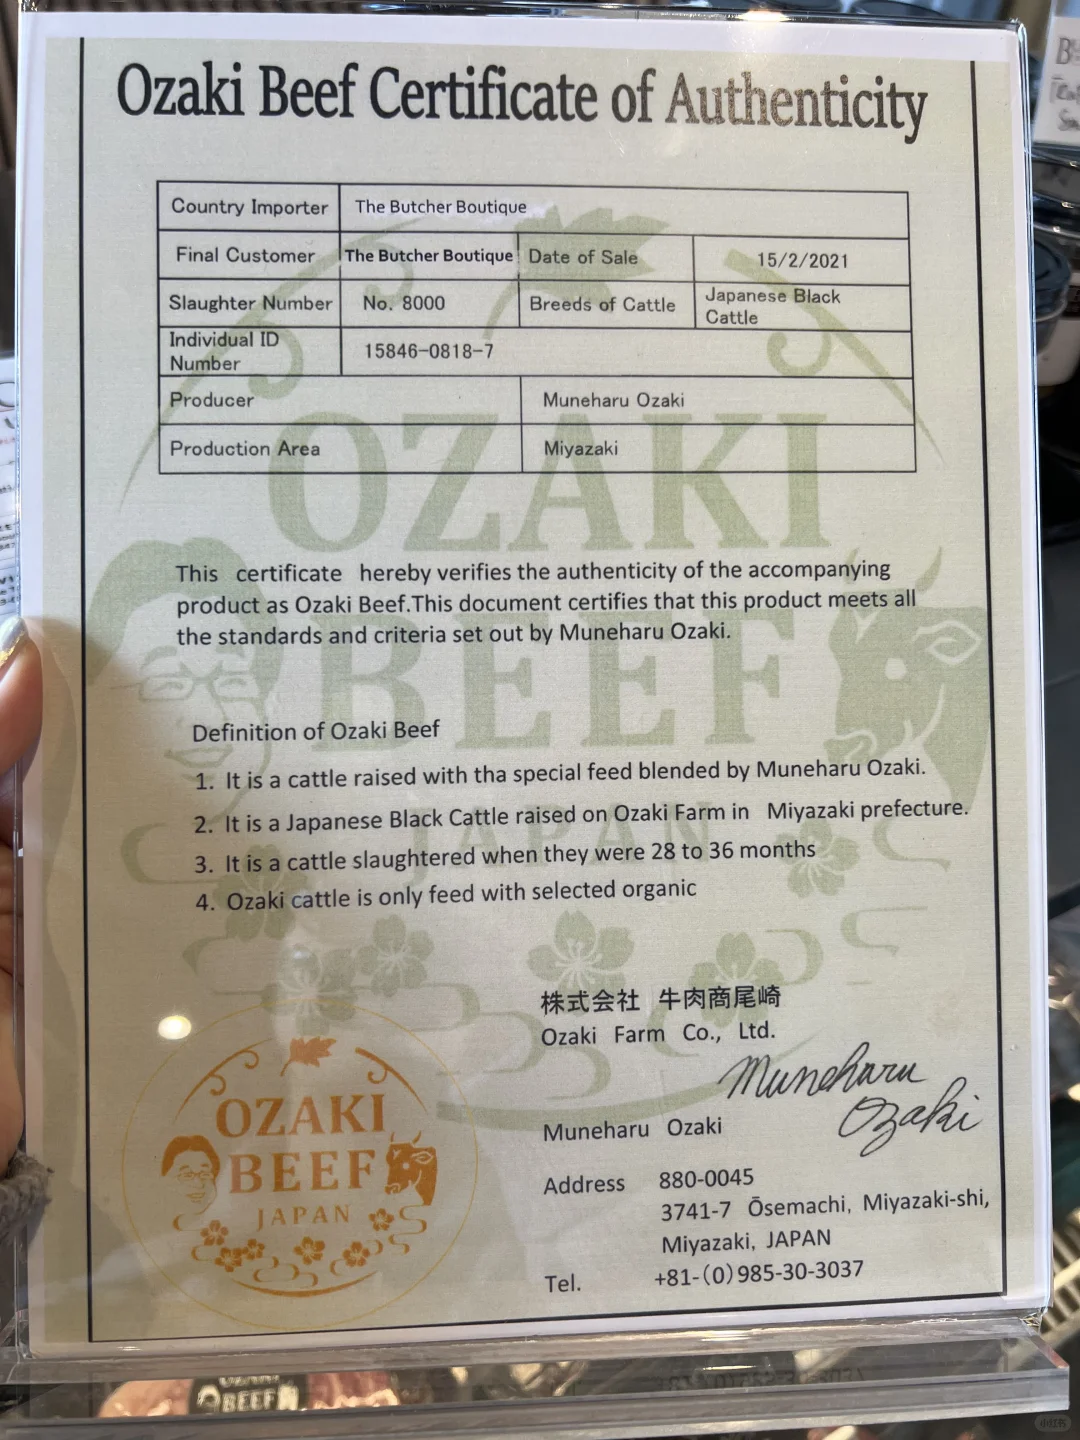 Ozaki Beef Certificate of Authenticity
Country Importer The Butcher Boutique
Final Customer The Butcher Boutique Date of Sale 15/2/2021
Slaughter Number No. 8000 Breeds of Cattle Japanese Black
Cattle
Individual ID
Number 15846-0818-7
Producer Muneharu Ozaki
Production Area Miyazaki
This certificate hereby verifies the authenticity of the accompanying
product as Ozaki Beef.This document certifies that this product meets all
the standards and criteria set out by Muneharu Ozaki.
Definition of Ozaki Beef
1. It is a cattle raised with tha special feed blended by Muneharu Ozaki.
2. It is a Japanese Black Cattle raised on Ozaki Farm in Miyazaki prefecture.
3. It is a cattle slaughtered when they were 28 to 36 months
4. Ozaki cattle is only feed with selected organic
株式会社 牛肉商尾崎
Ozaki Farm Co., Ltd.
Muneharu
Ozaki
Muneharu Ozaki
Address 880-0045
3741-7 Ōsemachi, Miyazaki-shi,
Miyazaki, JAPAN
Tel. +81-(0)985-30-3037
OZAKI
BEEF
JAPAN
OZAKI
BEEF
JAPAN
OZAKI
BEEF
小红书